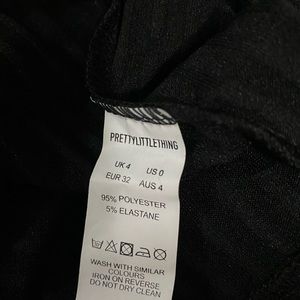 PRETTYLITTLETHING
UK 4 US 0
EUR 32 AUS 4
95% POLYESTER
5% ELASTANE
WASH WITH SIMILAR
COLOURS
IRON ON REVERSE
DO NOT DRY CLEAN